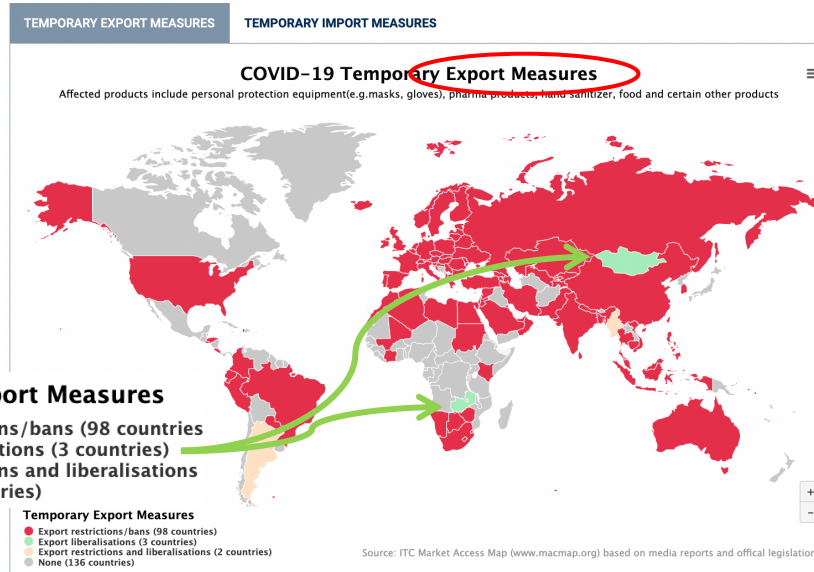 TEMPORARY EXPORT MEASURES
TEMPORARY IMPORT MEASURES
COVID-19 Temporary Export Measures
Affected products include personal protection equipment(e.g.masks, gloves), pharma products, hand sanitizer, food and certain other products
port Measures
ns/bans (98 countries
tions (3 countries)
ns and liberalisations
ries)
Temporary Export Measures
Export restrictions/bans (98 countries)
Export liberalisations (3 countries)
Export restrictions and liberalisations (2 countries)
None (136 countries)
Source: ITC Market Access Map (www.macmap.org) based on media reports and offical legislation
+
−